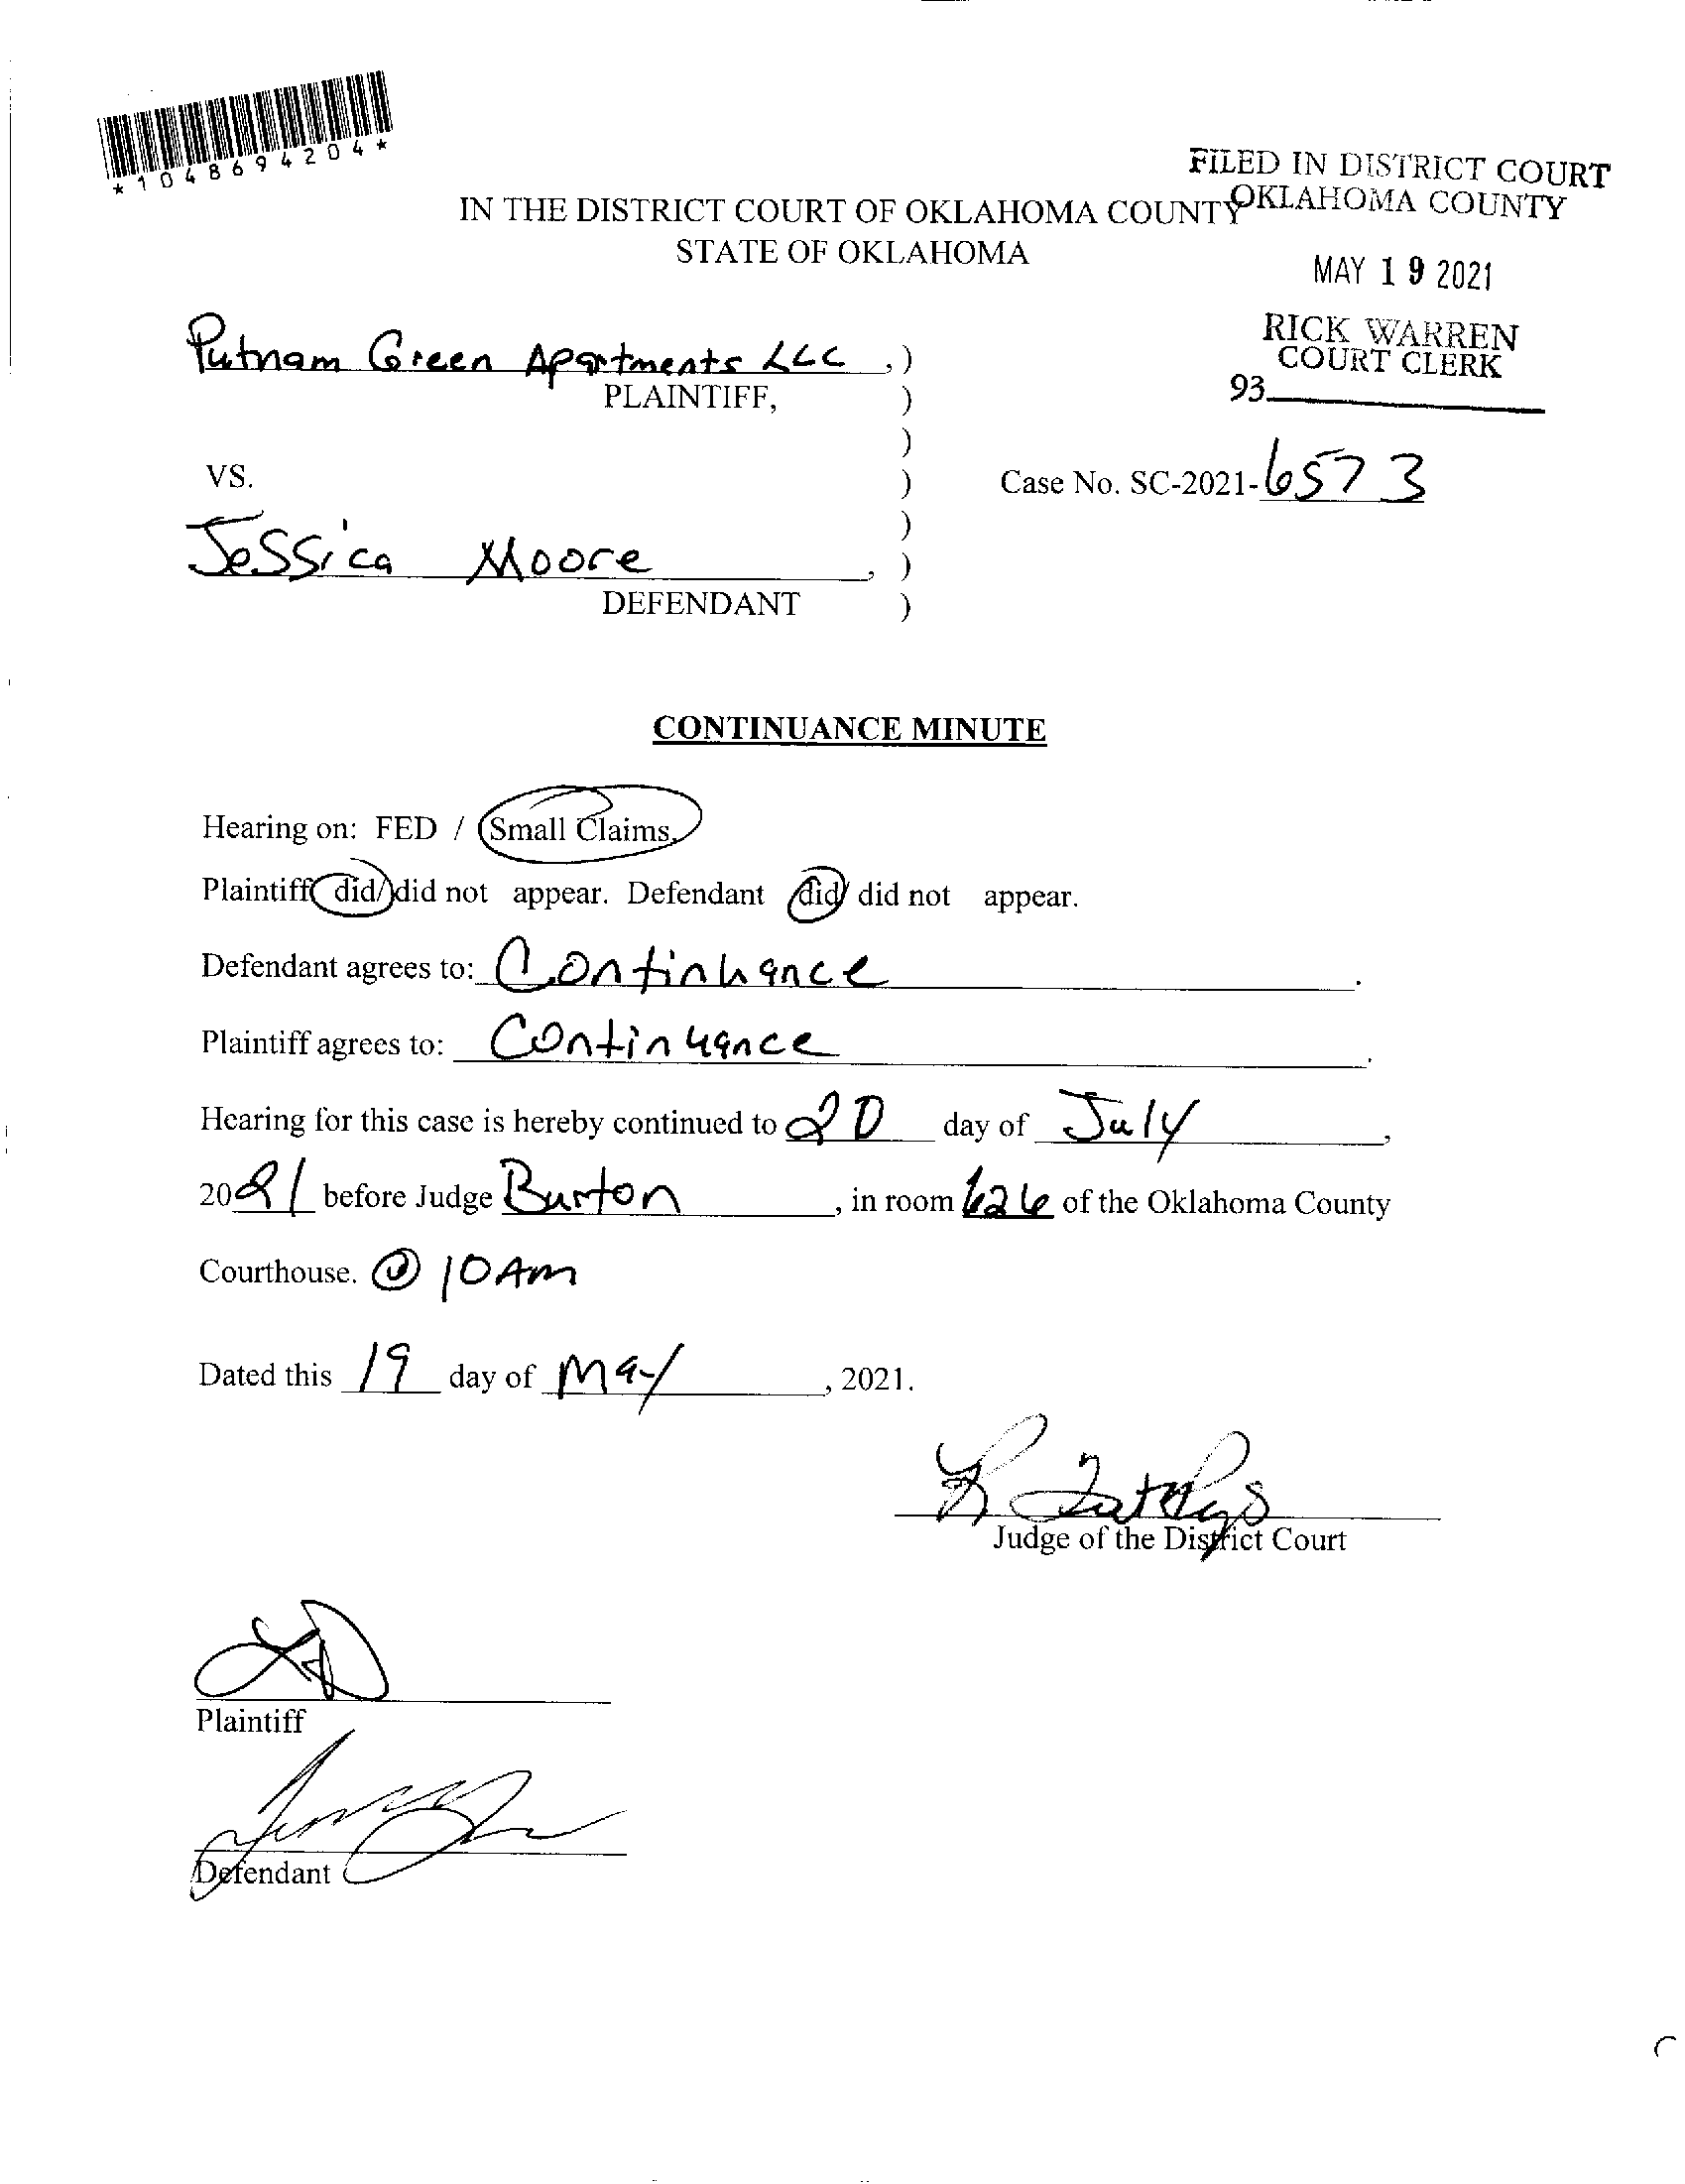 *1048694204*
FILED IN DISTRICT COURT
OKLAHOMA COUNTY
IN THE DISTRICT COURT OF OKLAHOMA COUNTY
STATE OF OKLAHOMA
MAY 19 2021
RICK WARREN
COURT CLERK
93
Putnam Green Apartments LLC ,)
PLAINTIFF, )
)
VS. )
Case No. SC-2021-6573
)
Jessica Moore , )
DEFENDANT )
CONTINUANCE MINUTE
Hearing on: FED / Small Claims,
Plaintiff did/did not appear. Defendant did/ did not appear.
Defendant agrees to: Continuance.
Plaintiff agrees to: Continuance.
Hearing for this case is hereby continued to 20 day of July,
2021 before Judge Burton, in room 626 of the Oklahoma County
Courthouse. @ 10 Am
Dated this 19 day of May, 2021.
Judge of the District Court
Plaintiff
Defendant